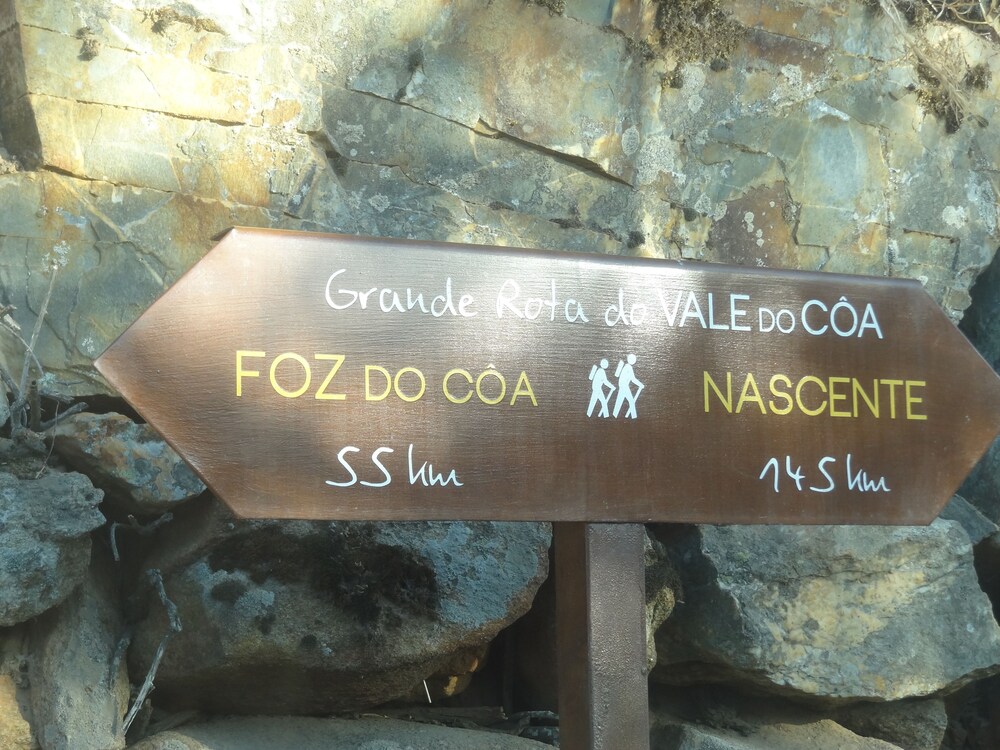 Grande Rota do VALE DO CÔA
FOZ DO CÔA NASCENTE
55 km 145 km